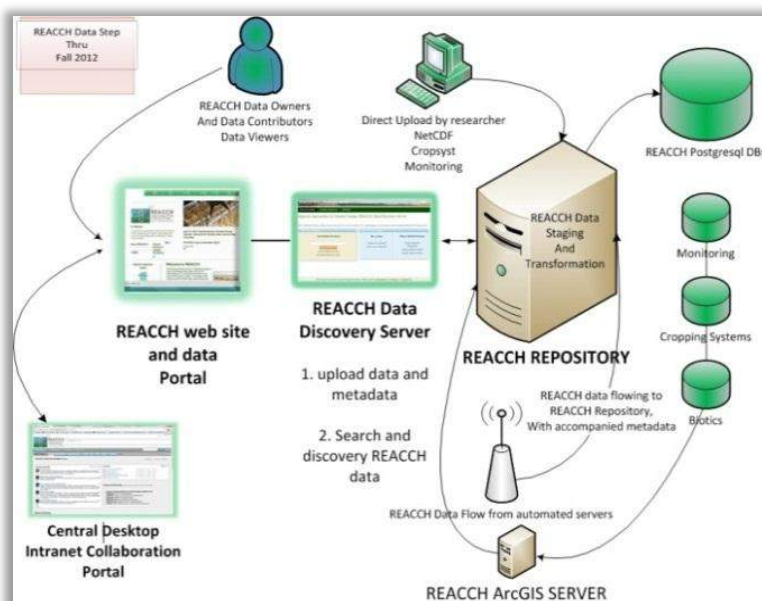 REACCH Data Step
Thru
Fall 2012
REACCH Data Owners
And Data Contributors
Data Viewers
Direct Upload by researcher
NetCDF
Cropsyst
Monitoring
REACCH Postgresql DBs
REACCH Data
Staging
And
Transformation
Monitoring
Cropping Systems
Biotics
REACCH
REACCH web site
and data
Portal
REACCH Data
Discovery Server
1. upload data and
metadata
2. Search and
discovery REACCH
data
REACCH REPOSITORY
REACCH data flowing to
REACCH Repository,
With accompanied metadata
REACCH Data Flow from automated servers
Central Desktop
Intranet Collaboration
Portal
REACCH ArcGIS SERVER